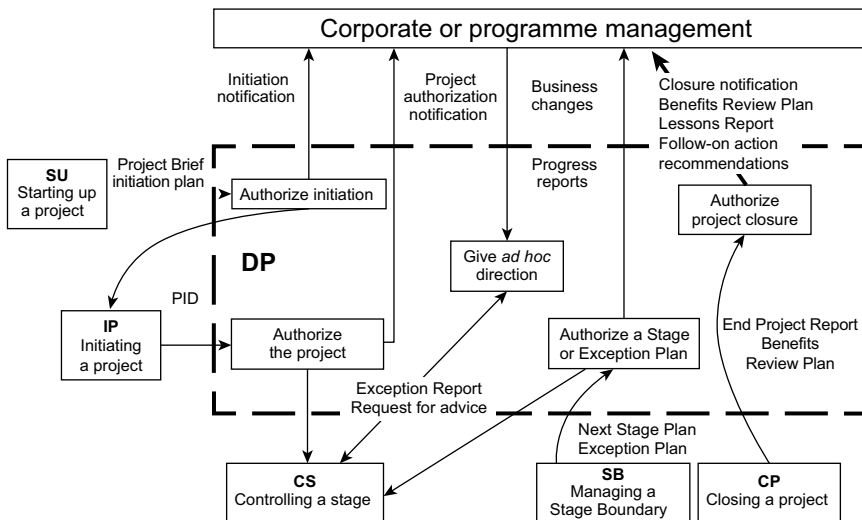 Corporate or programme management
Initiation
notification
Project
authorization
notification
Business
changes
Closure notification
Benefits Review Plan
Lessons Report
Follow-on action
recommendations
SU
Starting up
a project
Project Brief
initiation plan
Authorize initiation
Progress
reports
Authorize
project closure
DP
Give ad hoc
direction
PID
IP
Initiating
a project
Authorize
the project
Authorize a Stage
or Exception Plan
End Project Report
Benefits
Review Plan
Exception Report
Request for advice
Next Stage Plan
Exception Plan
CS
Controlling a stage
SB
Managing a
Stage Boundary
CP
Closing a project